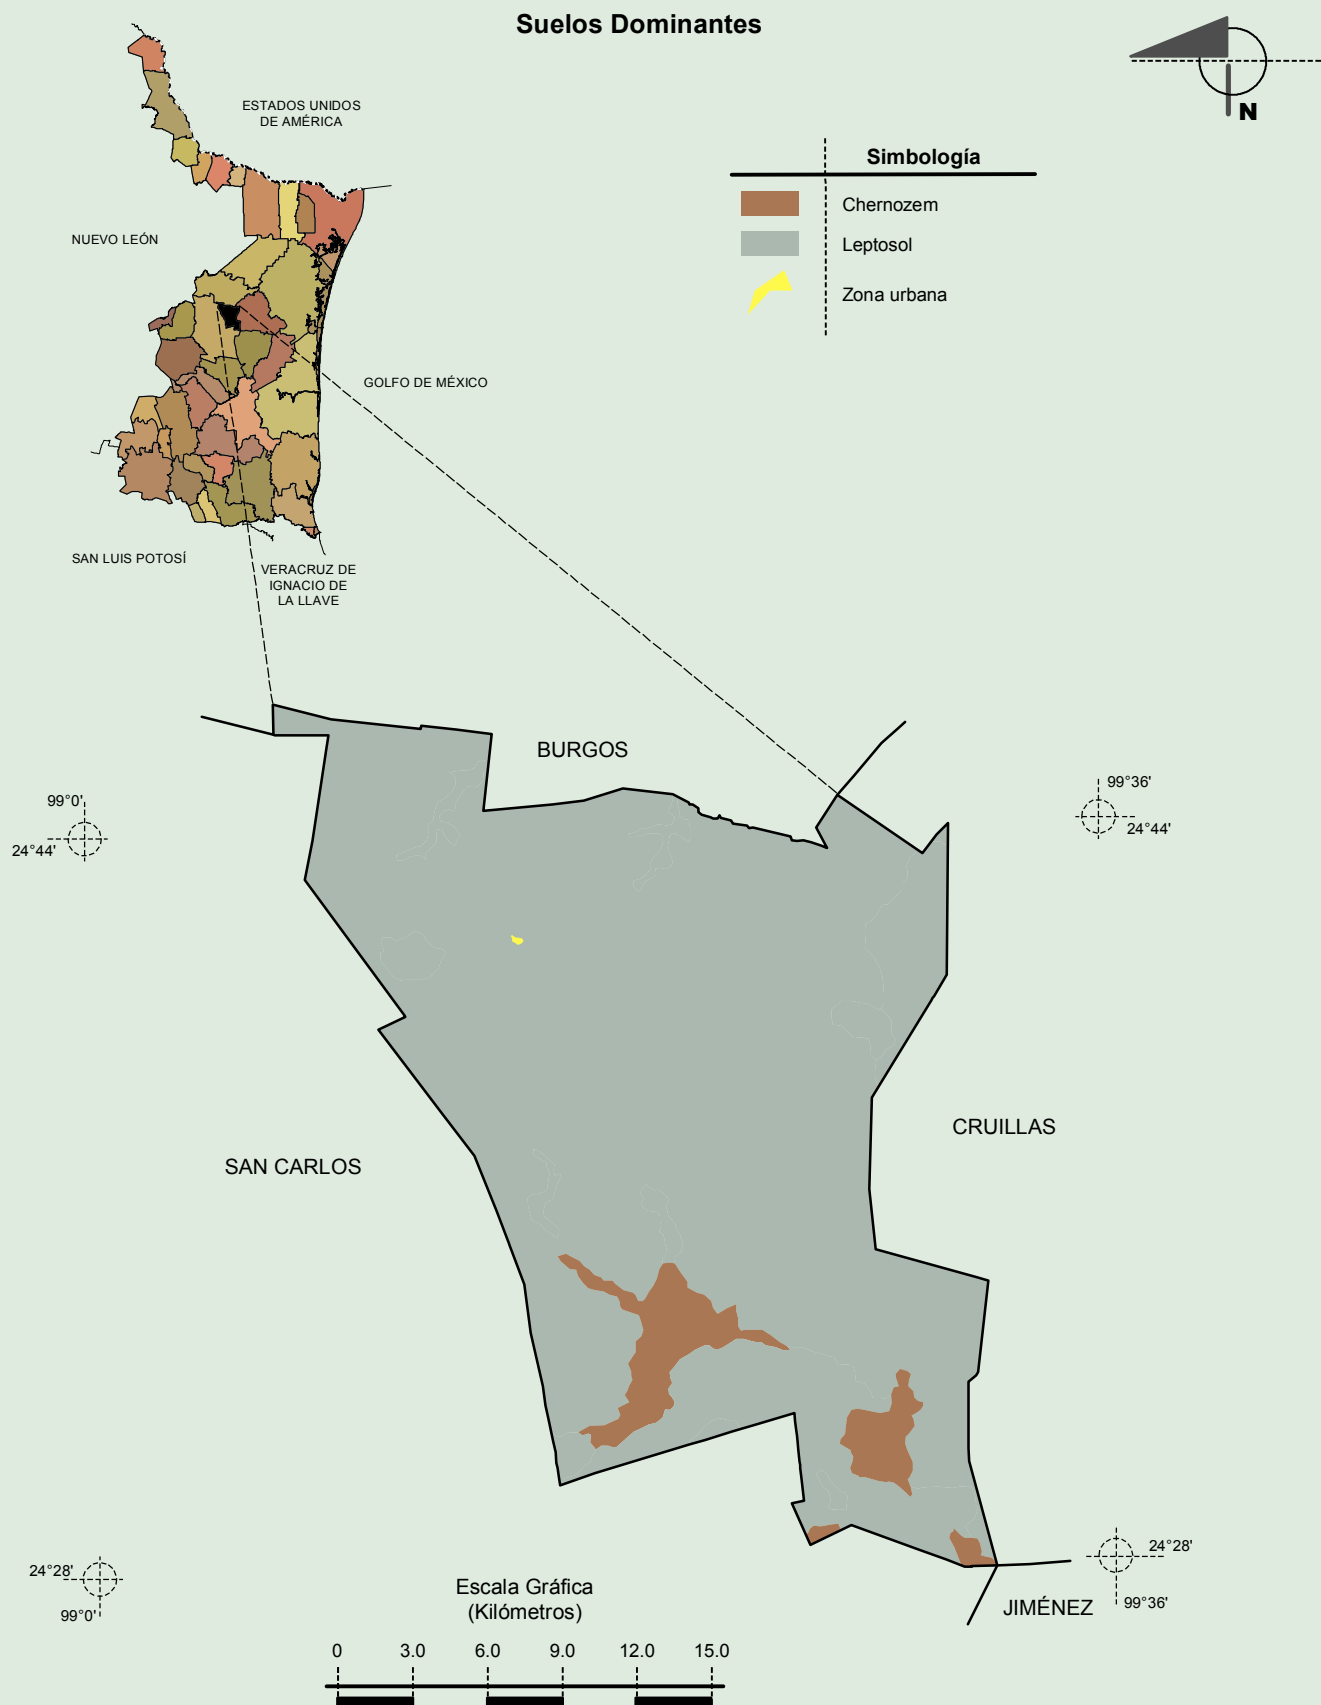 Suelos Dominantes
N
ESTADOS UNIDOS
DE AMÉRICA
Simbología
Chernozem
Leptosol
Zona urbana
NUEVO LEÓN
GOLFO DE MÉXICO
SAN LUIS POTOSÍ
VERACRUZ DE
IGNACIO DE
LA LLAVE
BURGOS
99°0'
24°44'
99°36'
24°44'
CRUILLAS
SAN CARLOS
24°28'
99°0'
24°28'
99°36'
JIMÉNEZ
Escala Gráfica
(Kilómetros)
0 3.0 6.0 9.0 12.0 15.0